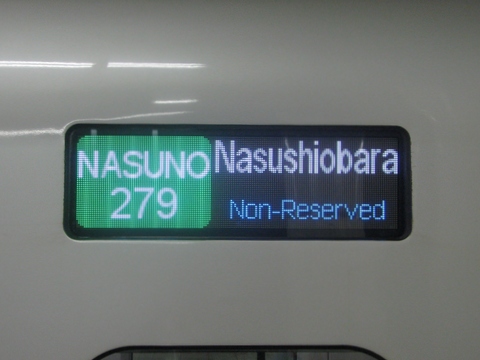 NASUNO
279
Nasushiobara
Non-Reserved